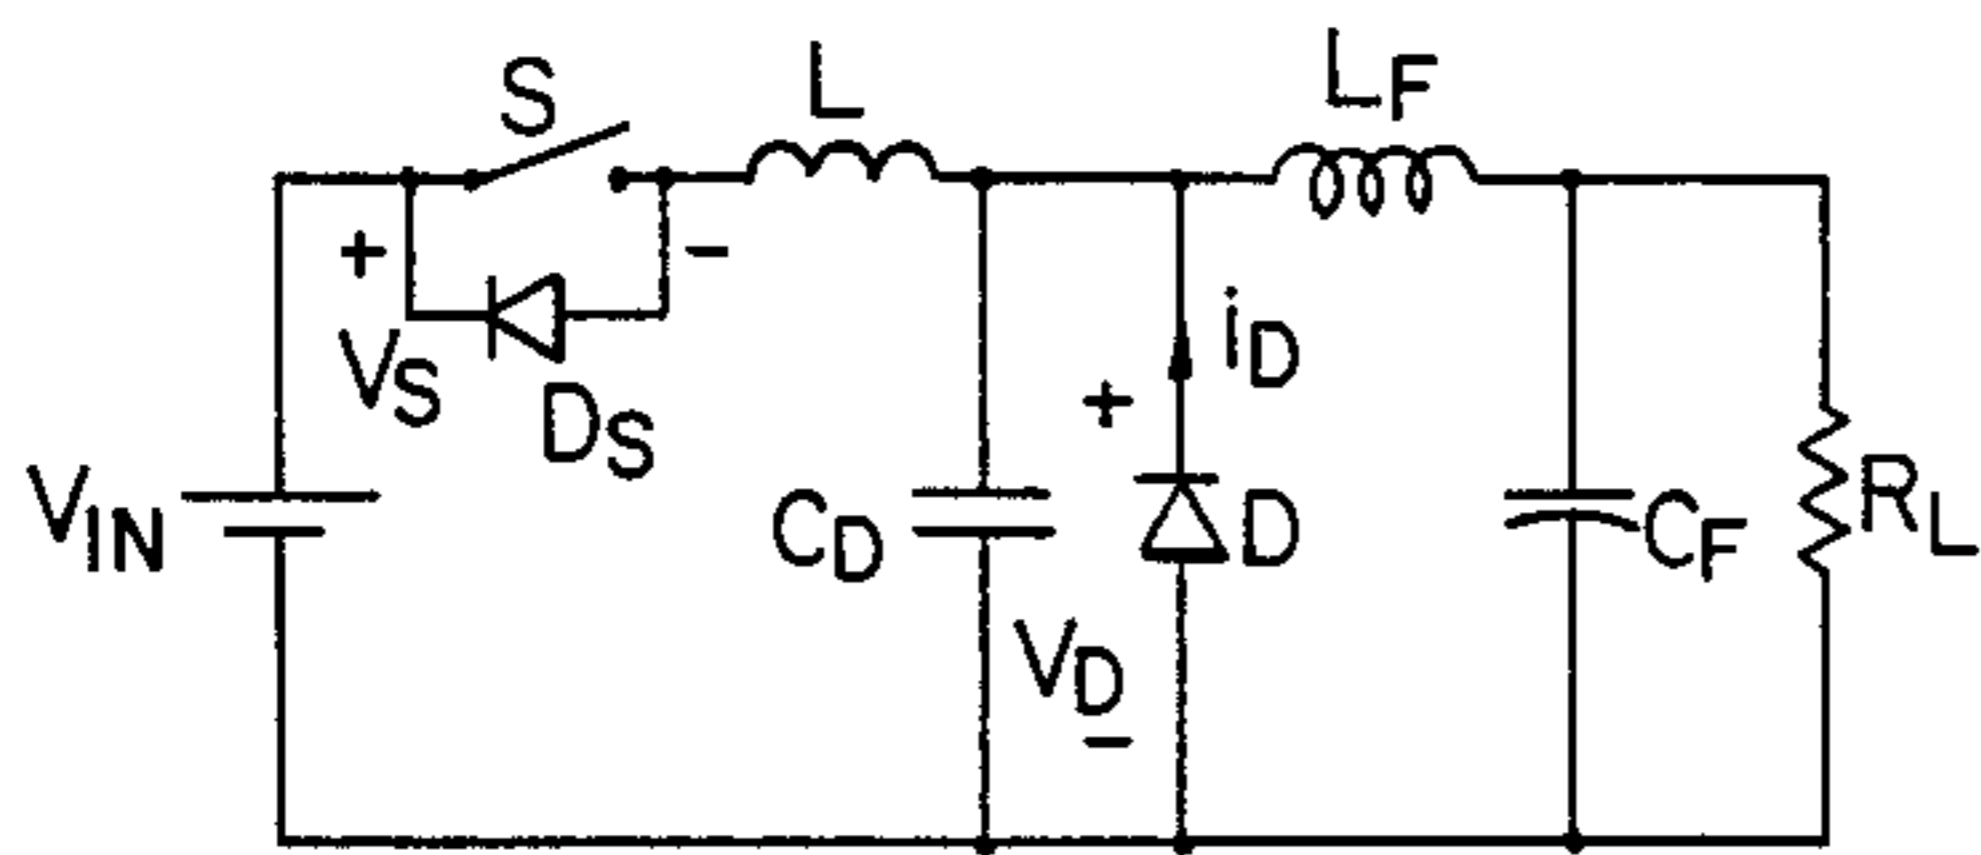 S
L
LF
+
-
VS
DS
iD
+
VIN
CD
D
CF
RL
VD
-